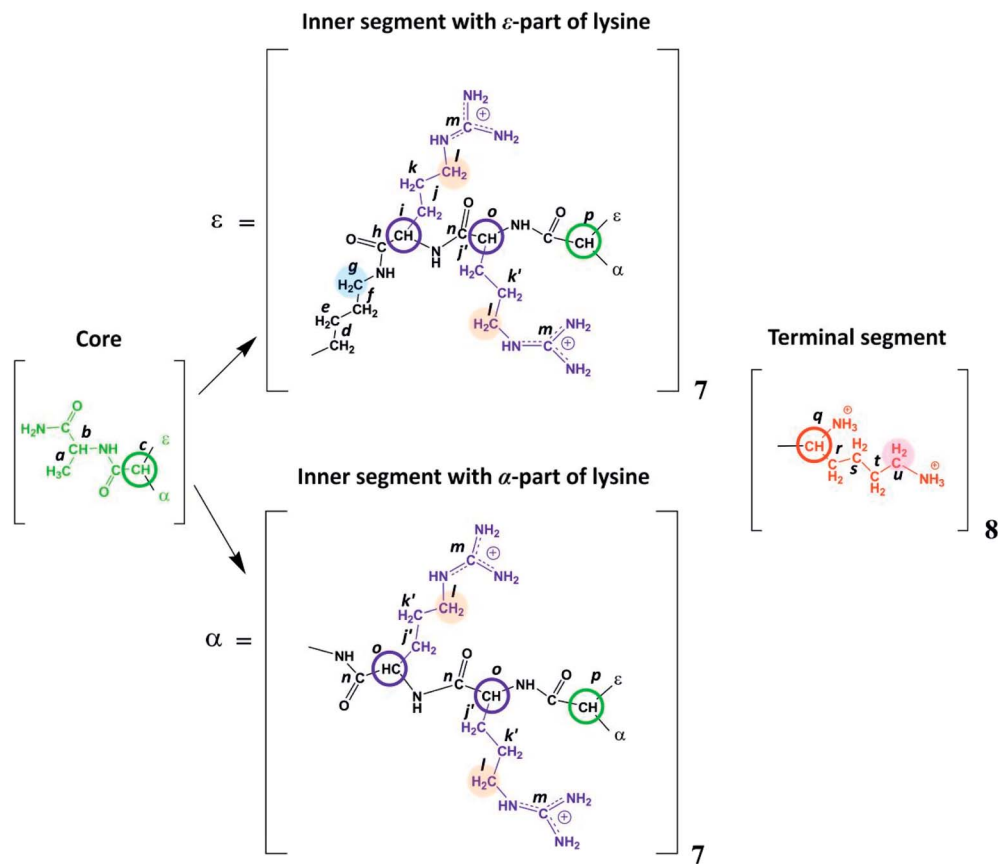 Inner segment with ε-part of lysine
ε =
NH₂
m C ⊕
HN NH₂
l
k CH₂
H₂C
j
CH₂
i O o
h CH n NH O p ε
O C CH C CH
N
H
j'
α
g NH
H₂C
f
H₂C k'
CH₂
e CH₂
H₂C
d
CH₂
l
H₂C m NH₂
HN C ⊕
NH₂
7
Core
O
H₂N C b c ε
a CH NH CH
H₃C C
O α
Terminal segment
q ⊕
NH₃
CH r H₂ H₂
C C
C s t C u ⊕
H₂ H₂ NH₃
8
Inner segment with α-part of lysine
α =
NH₂
m C ⊕
HN NH₂
l
k' CH₂
H₂C
j'
CH₂
NH o O o
n C HC n C NH O p ε
O N CH C CH
H
j' α
H₂C k'
CH₂
l
H₂C m NH₂
HN C ⊕
NH₂
7